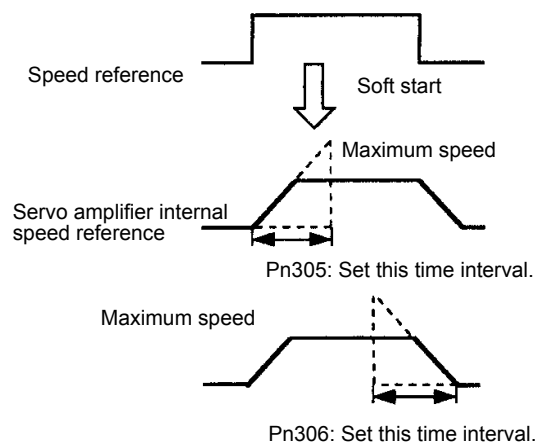 Speed reference
Soft start
Maximum speed
Servo amplifier internal
speed reference
Pn305: Set this time interval.
Maximum speed
Pn306: Set this time interval.